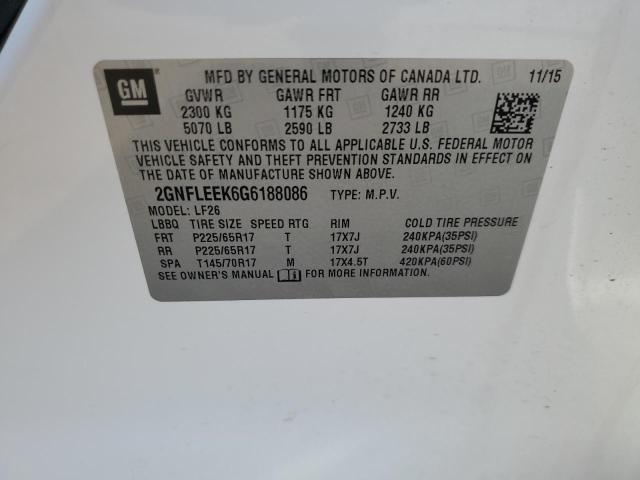 GM
MFD BY GENERAL MOTORS OF CANADA LTD. 11/15
GVWR GAWR FRT GAWR RR
2300 KG 1175 KG 1240 KG
5070 LB 2590 LB 2733 LB
THIS VEHICLE CONFORMS TO ALL APPLICABLE U.S. FEDERAL MOTOR
VEHICLE SAFETY AND THEFT PREVENTION STANDARDS IN EFFECT ON
THE DATE OF MANUFACTURE SHOWN ABOVE.
2GNFLEEK6G6188086 TYPE: M.P.V.
MODEL: LF26
LBBQ TIRE SIZE SPEED RTG RIM COLD TIRE PRESSURE
FRT P225/65R17 T 17X7J 240KPA(35PSI)
RR P225/65R17 T 17X7J 240KPA(35PSI)
SPA T145/70R17 M 17X4.5T 420KPA(60PSI)
SEE OWNER'S MANUAL FOR MORE INFORMATION.